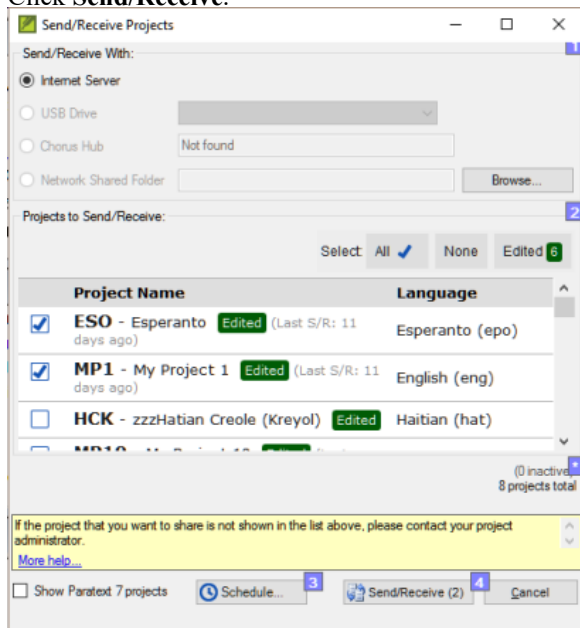 Click Send/Receive.
Send/Receive Projects
1
Send/Receive With:
Internet Server
USB Drive
Chorus Hub Not found
Network Shared Folder Browse...
2
Projects to Send/Receive:
Select: All None Edited 6
Project Name Language
ESO - Esperanto Edited (Last S/R: 11 days ago) Esperanto (epo)
MP1 - My Project 1 Edited (Last S/R: 11 days ago) English (eng)
HCK - zzzHatian Creole (Kreyol) Edited Haitian (hat)
(0 inactive)
8 projects total
If the project that you want to share is not shown in the list above, please contact your project
administrator.
More help...
Show Paratext 7 projects Schedule... 3 Send/Receive (2) 4 Cancel